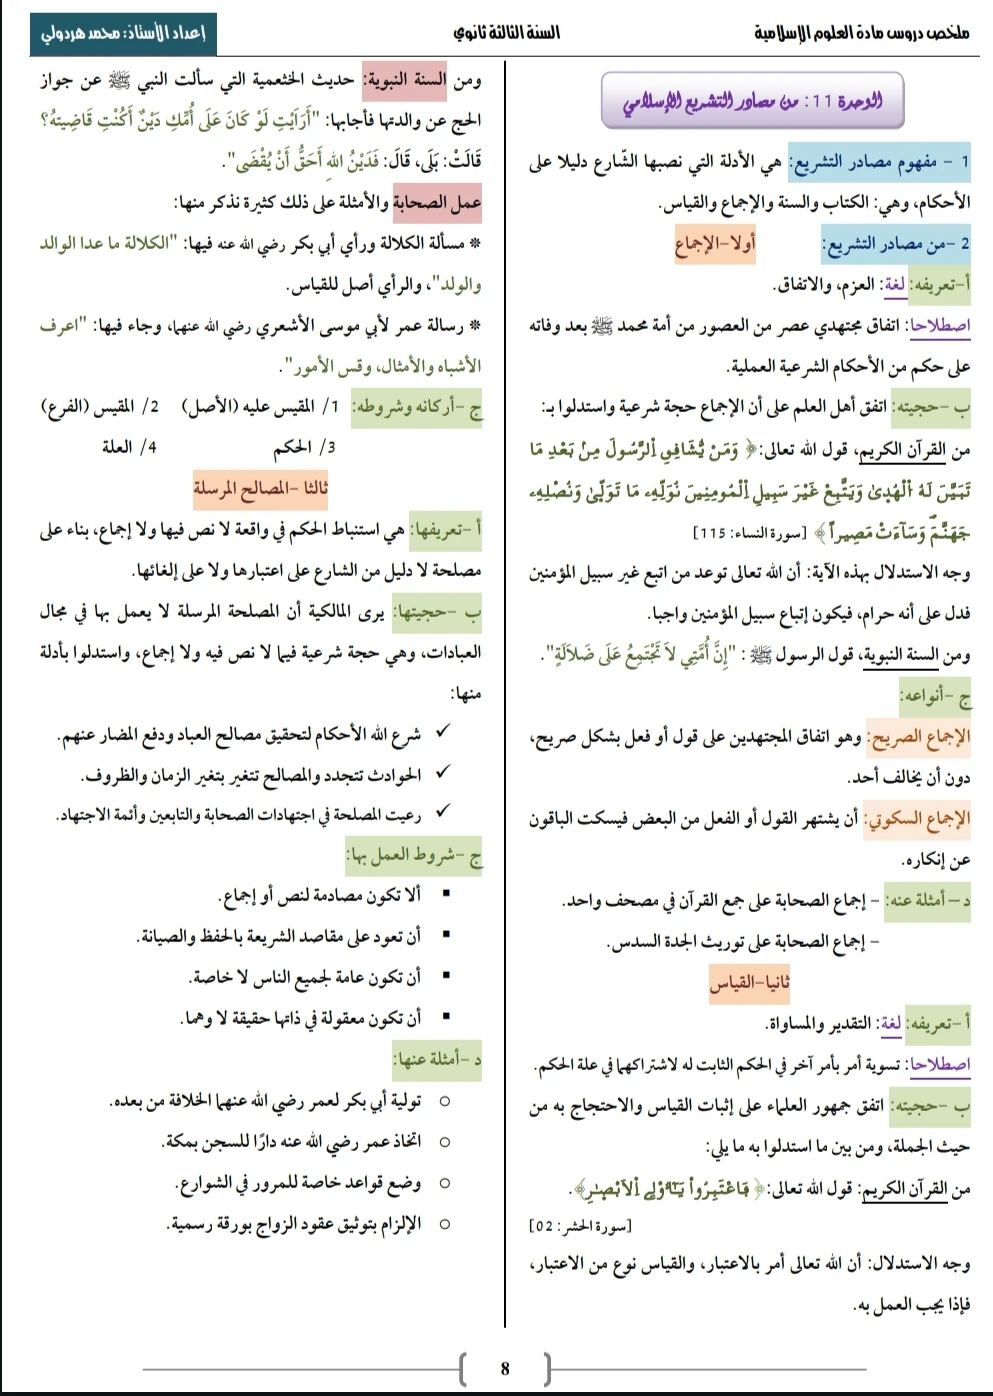 ملخص دروس مادة العلوم الإسلامية
السنة الثالثة ثانوي
إعداد الأستاذ: محمد هردولي
الوحدة 11: من مصادر التشريع الإسلامي
1 - مفهوم مصادر التشريع: هي الأدلة التي نصبها الشّارع دليلا على
الأحكام، وهي: الكتاب والسنة والإجماع والقياس.
2 -من مصادر التشريع: أولا-الإجماع
أ-تعريفه: لغة: العزم، والاتفاق.
اصطلاحا: اتفاق مجتهدي عصر من العصور من أمة محمد ﷺ بعد وفاته
على حكم من الأحكام الشرعية العملية.
ب -حجيته: اتفق أهل العلم على أن الإجماع حجة شرعية واستدلوا بـ:
من القرآن الكريم، قول الله تعالى: ﴿ وَمَنْ يُّشَاقِقِ اِ۬لرَّسُولَ مِنۢ بَعْدِ مَا
تَبَيَّنَ لَهُ اُ۬لْهُد۪ىٰ وَيَتَّبِعْ غَيْرَ سَبِيلِ اِ۬لْمُومِنِينَ نُوَلِّهِۦ مَا تَوَلّ۪ىٰ وَنُصْلِهِۦ
جَهَنَّمَۖ وَسَآءَتْ مَصِيراً ﴾ [سورة النساء: 115]
وجه الاستدلال بهذه الآية: أن الله تعالى توعد من اتبع غير سبيل المؤمنين
فدل على أنه حرام، فيكون إتباع سبيل المؤمنين واجبا.
ومن السنة النبوية، قول الرسول ﷺ : "إِنَّ أُمَّتِي لاَ تَجْتَمِعُ عَلَى ضَلاَلَةٍ".
ج -أنواعه:
الإجماع الصريح: وهو اتفاق المجتهدين على قول أو فعل بشكل صريح،
دون أن يخالف أحد.
الإجماع السكوتي: أن يشتهر القول أو الفعل من البعض فيسكت الباقون
عن إنكاره.
د – أمثلة عنه: - إجماع الصحابة على جمع القرآن في مصحف واحد.
- إجماع الصحابة على توريث الجدة السدس.
ثانيا-القياس
أ -تعريفه: لغة: التقدير والمساواة.
اصطلاحا: تسوية أمر بأمر آخر في الحكم الثابت له لاشتراكهما في علة الحكم.
ب -حجيته: اتفق جمهور العلماء على إثبات القياس والاحتجاج به من
حيث الجملة، ومن بين ما استدلوا به ما يلي:
من القرآن الكريم: قول الله تعالى: ﴿ فَاعْتَبِرُواْ يَٰٓأُوْلِے اِ۬لَابْصٰ۪رِ ﴾.
[سورة الحشر: 02]
وجه الاستدلال: أن الله تعالى أمر بالاعتبار، والقياس نوع من الاعتبار،
فإذا يجب العمل به.
ومن السنة النبوية: حديث الخثعمية التي سألت النبي ﷺ عن جواز
الحج عن والدتها فأجابها: "أَرَأَيْتِ لَوْ كَانَ عَلَى أُمِّكِ دَيْنٌ أَكُنْتِ قَاضِيتهُ؟
قَالَتْ: بَلَى، قَالَ: فَدَيْنُ اللهِ أَحَقُّ أَنْ يُقْضَى".
عمل الصحابة والأمثلة على ذلك كثيرة نذكر منها:
* مسألة الكلالة ورأي أبي بكر رضي الله عنه فيها: "الكلالة ما عدا الوالد
والولد"، والرأي أصل للقياس.
* رسالة عمر لأبي موسى الأشعري رضي الله عنهما، وجاء فيها: "اعرف
الأشباه والأمثال، وقس الأمور".
ج -أركانه وشروطه: 1/ المقيس عليه (الأصل) 2/ المقيس (الفرع)
3/ الحكم 4/ العلة
ثالثا -المصالح المرسلة
أ -تعريفها: هي استنباط الحكم في واقعة لا نص فيها ولا إجماع، بناء على
مصلحة لا دليل من الشارع على اعتبارها ولا على إلغائها.
ب -حجيتها: يرى المالكية أن المصلحة المرسلة لا يعمل بها في مجال
العبادات، وهي حجة شرعية فيما لا نص فيه ولا إجماع، واستدلوا بأدلة
منها:
✓ شرع الله الأحكام لتحقيق مصالح العباد ودفع المضار عنهم.
✓ الحوادث تتجدد والمصالح تتغير بتغير الزمان والظروف.
✓ رعيت المصلحة في اجتهادات الصحابة والتابعين وأئمة الاجتهاد.
ج -شروط العمل بها:
▪ ألا تكون مصادمة لنص أو إجماع.
▪ أن تعود على مقاصد الشريعة بالحفظ والصيانة.
▪ أن تكون عامة لجميع الناس لا خاصة.
▪ أن تكون معقولة في ذاتها حقيقة لا وهما.
د -أمثلة عنها:
○ تولية أبي بكر لعمر رضي الله عنهما الخلافة من بعده.
○ اتخاذ عمر رضي الله عنه دارًا للسجن بمكة.
○ وضع قواعد خاصة للمرور في الشوارع.
○ الإلزام بتوثيق عقود الزواج بورقة رسمية.
8